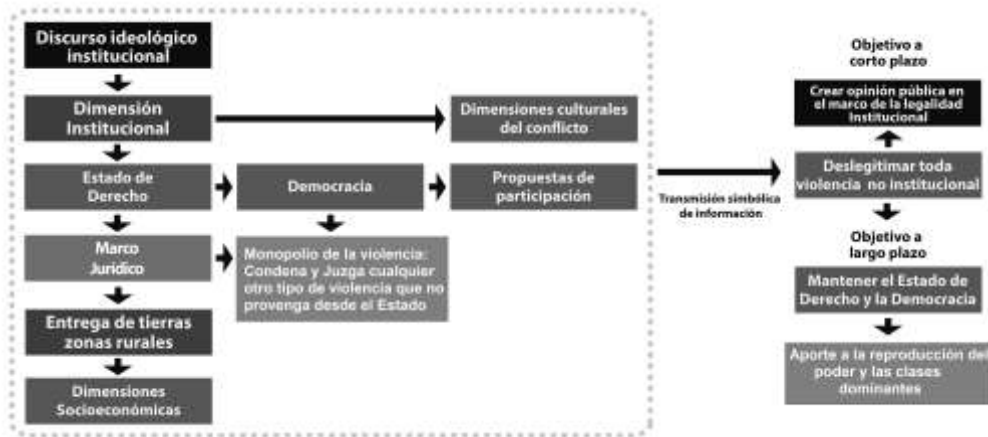 Discurso ideológico
institucional
Dimensión
Institucional
Dimensiones culturales
del conflicto
Estado de
Derecho
Democracia
Propuestas de
participación
Marco
Jurídico
Monopolio de la violencia:
Condena y Juzga cualquier
otro tipo de violencia que no
provenga desde el Estado
Entrega de tierras
zonas rurales
Dimensiones
Socioeconómicas
Transmisión simbólica
de información
Objetivo a
corto plazo
Crear opinión pública en
el marco de la legalidad
Institucional
Deslegitimar toda
violencia no institucional
Objetivo a
largo plazo
Mantener el Estado de
Derecho y la Democracia
Aporte a la reproducción del
poder y las clases
dominantes